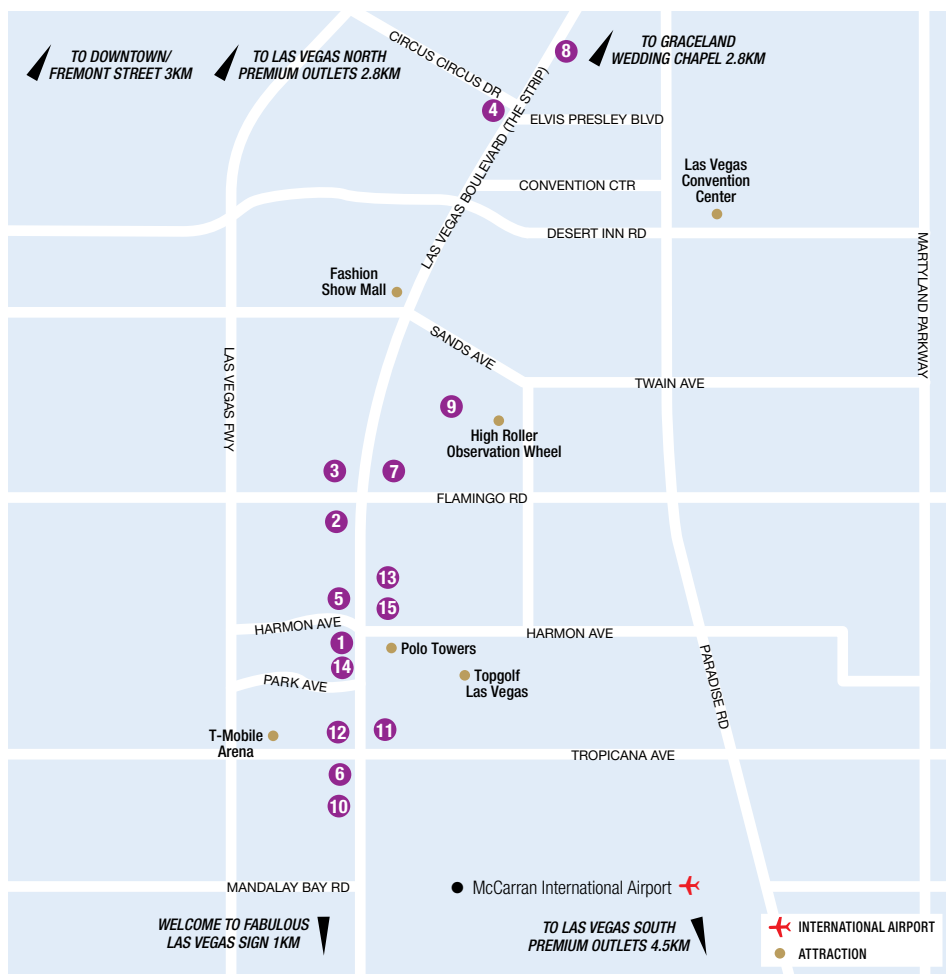 TO DOWNTOWN/
FREMONT STREET 3KM
TO LAS VEGAS NORTH
PREMIUM OUTLETS 2.8KM
CIRCUS CIRCUS DR
8
TO GRACELAND
WEDDING CHAPEL 2.8KM
4
ELVIS PRESLEY BLVD
LAS VEGAS BOULEVARD (THE STRIP)
CONVENTION CTR
Las Vegas
Convention
Center
DESERT INN RD
MARTYLAND PARKWAY
Fashion
Show Mall
SANDS AVE
LAS VEGAS FWY
TWAIN AVE
9
High Roller
Observation Wheel
3
7
FLAMINGO RD
2
13
5
15
HARMON AVE
HARMON AVE
1
Polo Towers
14
Topgolf
Las Vegas
PARK AVE
PARADISE RD
T-Mobile
Arena
12
11
TROPICANA AVE
6
10
MANDALAY BAY RD
McCarran International Airport
WELCOME TO FABULOUS
LAS VEGAS SIGN 1KM
TO LAS VEGAS SOUTH
PREMIUM OUTLETS 4.5KM
INTERNATIONAL AIRPORT
ATTRACTION